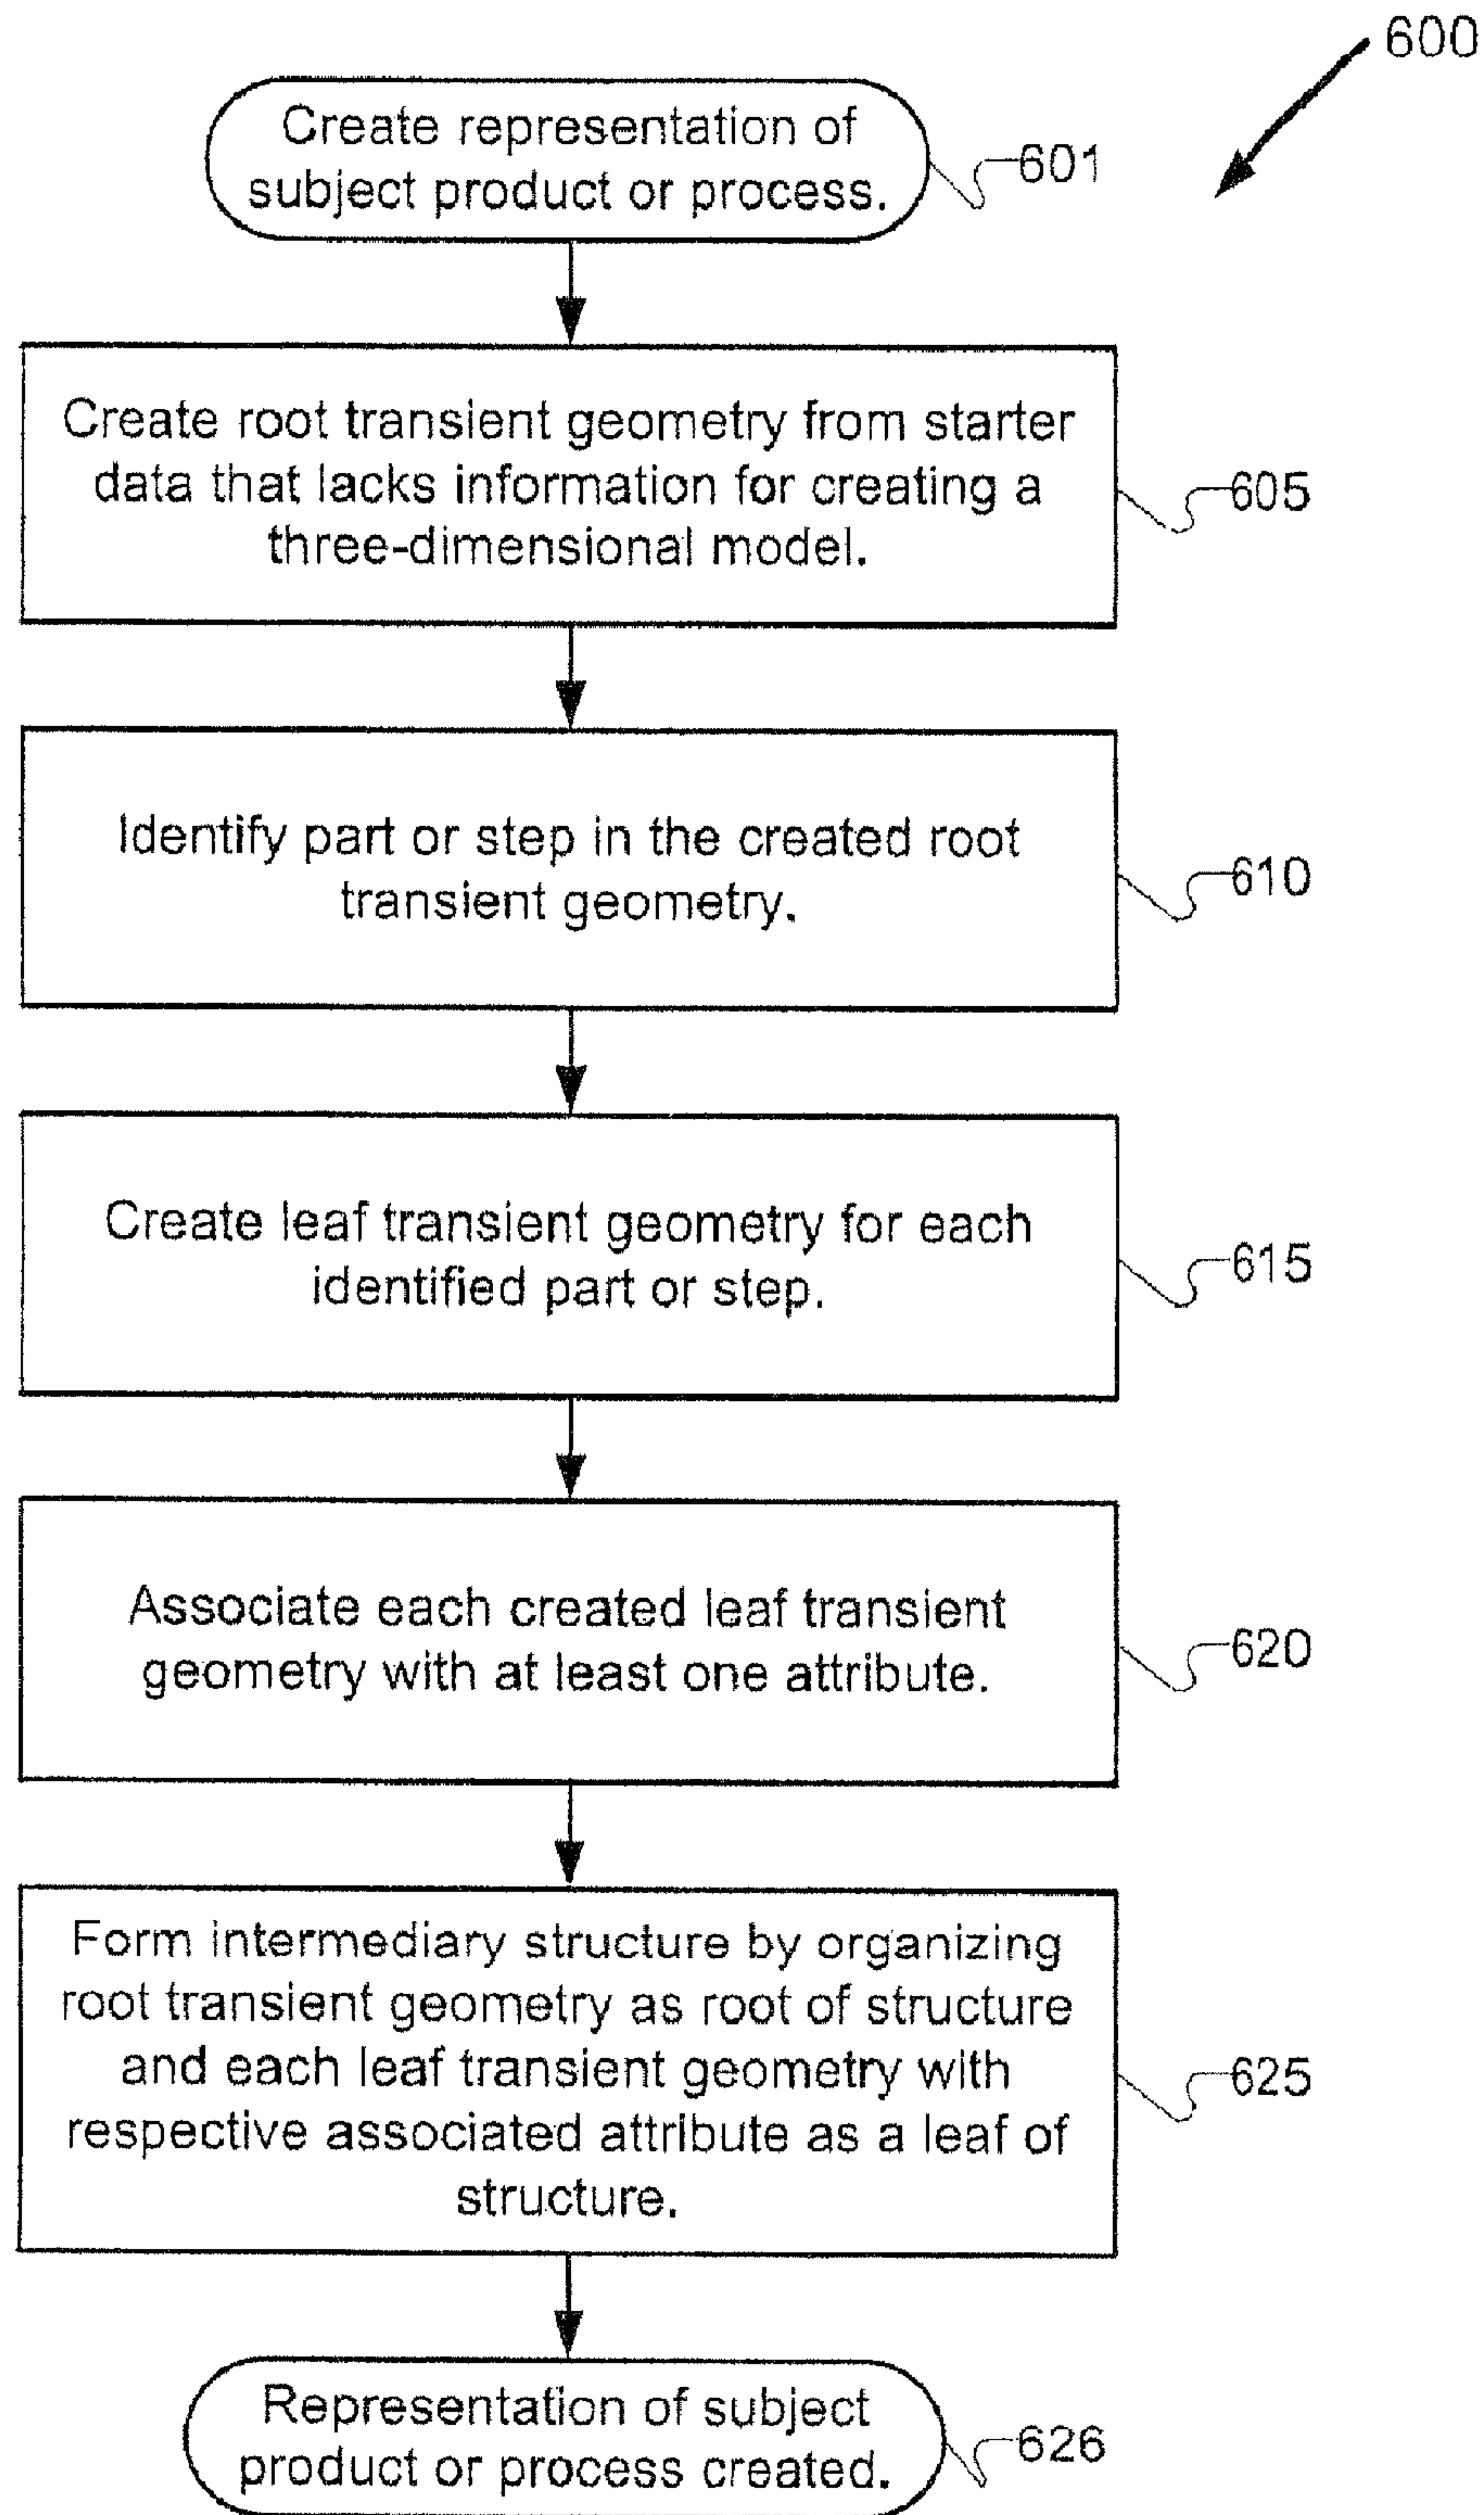 600
Create representation of
subject product or process.
601
Create root transient geometry from starter
data that lacks information for creating a
three-dimensional model.
605
Identify part or step in the created root
transient geometry.
610
Create leaf transient geometry for each
identified part or step.
615
Associate each created leaf transient
geometry with at least one attribute.
620
Form intermediary structure by organizing
root transient geometry as root of structure
and each leaf transient geometry with
respective associated attribute as a leaf of
structure.
625
Representation of subject
product or process created.
626